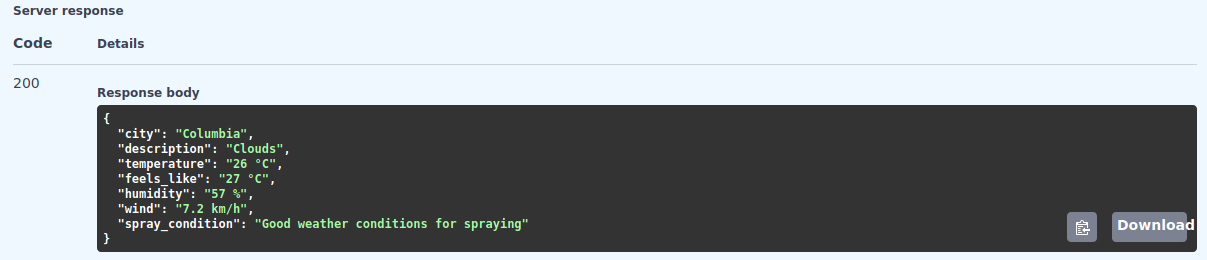 Server response
Code Details
200
Response body
{
  "city": "Columbia",
  "description": "Clouds",
  "temperature": "26 °C",
  "feels_like": "27 °C",
  "humidity": "57 %",
  "wind": "7.2 km/h",
  "spray_condition": "Good weather conditions for spraying"
}
Download